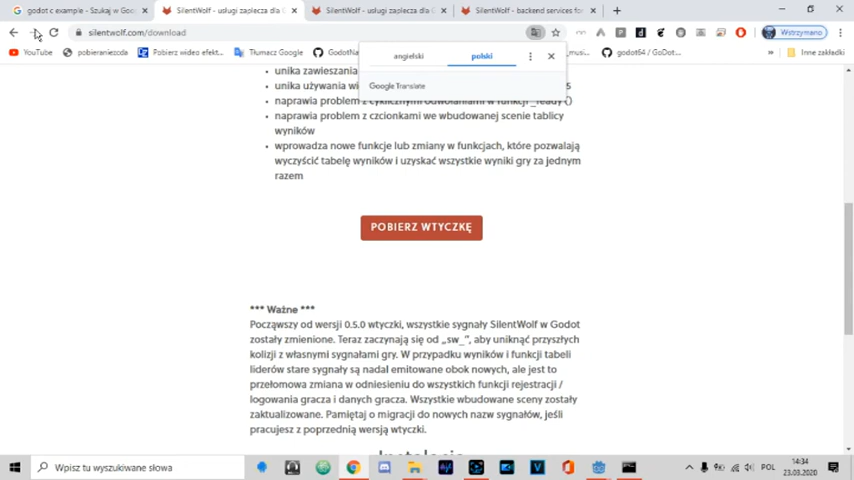 godot c example - Szukaj w Goo
SilentWolf - usługi zaplecza dla G
SilentWolf - usługi zaplecza dla G
SilentWolf - backend services for
silentwolf.com/download
Wstrzymano
YouTube
pobieraniezcda
Pobierz wideo efekt...
Tłumacz Google
godot64 / GoDot...
Inne zakładki
angielski
polski
Google Translate
unika zawieszania
unika używania
naprawia problem z cyklicznymi odwołaniami w funkcji _ready ()
naprawia problem z czcionkami we wbudowanej scenie tablicy
wyników
wprowadza nowe funkcje lub zmiany w funkcjach, które pozwalają
wyczyścić tabelę wyników i uzyskać wszystkie wyniki gry za jednym
razem
POBIERZ WTYCZKĘ
*** Ważne ***
Począwszy od wersji 0.5.0 wtyczki, wszystkie sygnały SilentWolf w Godot
zostały zmienione. Teraz zaczynają się od „sw_”, aby uniknąć przyszłych
kolizji z własnymi sygnałami gry. W przypadku wyników i funkcji tabeli
liderów stare sygnały są nadal emitowane obok nowych, ale jest to
przełomowa zmiana w odniesieniu do wszystkich funkcji rejestracji /
logowania gracza i danych gracza. Wszystkie wbudowane sceny zostały
zaktualizowane. Pamiętaj o migracji do nowych nazw sygnałów, jeśli
pracujesz z poprzednią wersją wtyczki.
Instalacja
Wpisz tu wyszukiwane słowa
POL
14:34
23.03.2020